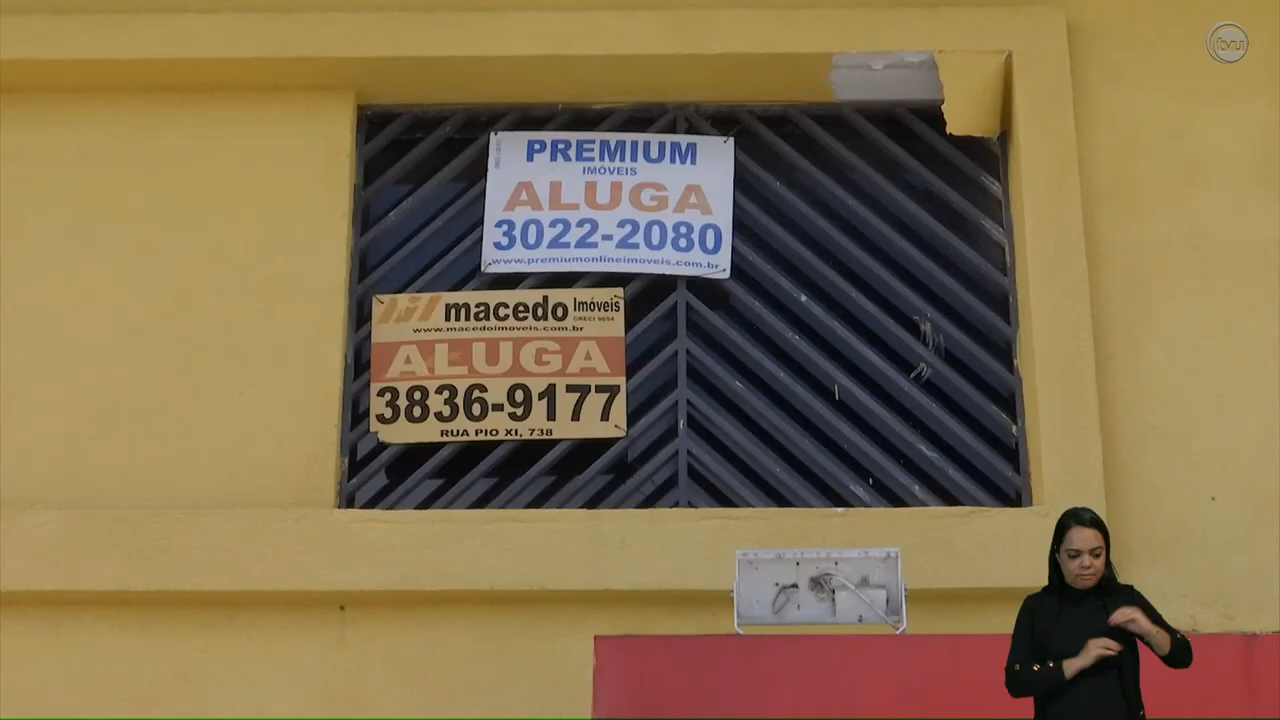 tvu
PREMIUM
IMÓVEIS
ALUGA
3022-2080
www.premiumonlineimoveis.com.br
macedo Imóveis
CRECI 6654
www.macedoimoveis.com.br
ALUGA
3836-9177
RUA PIO XI, 738